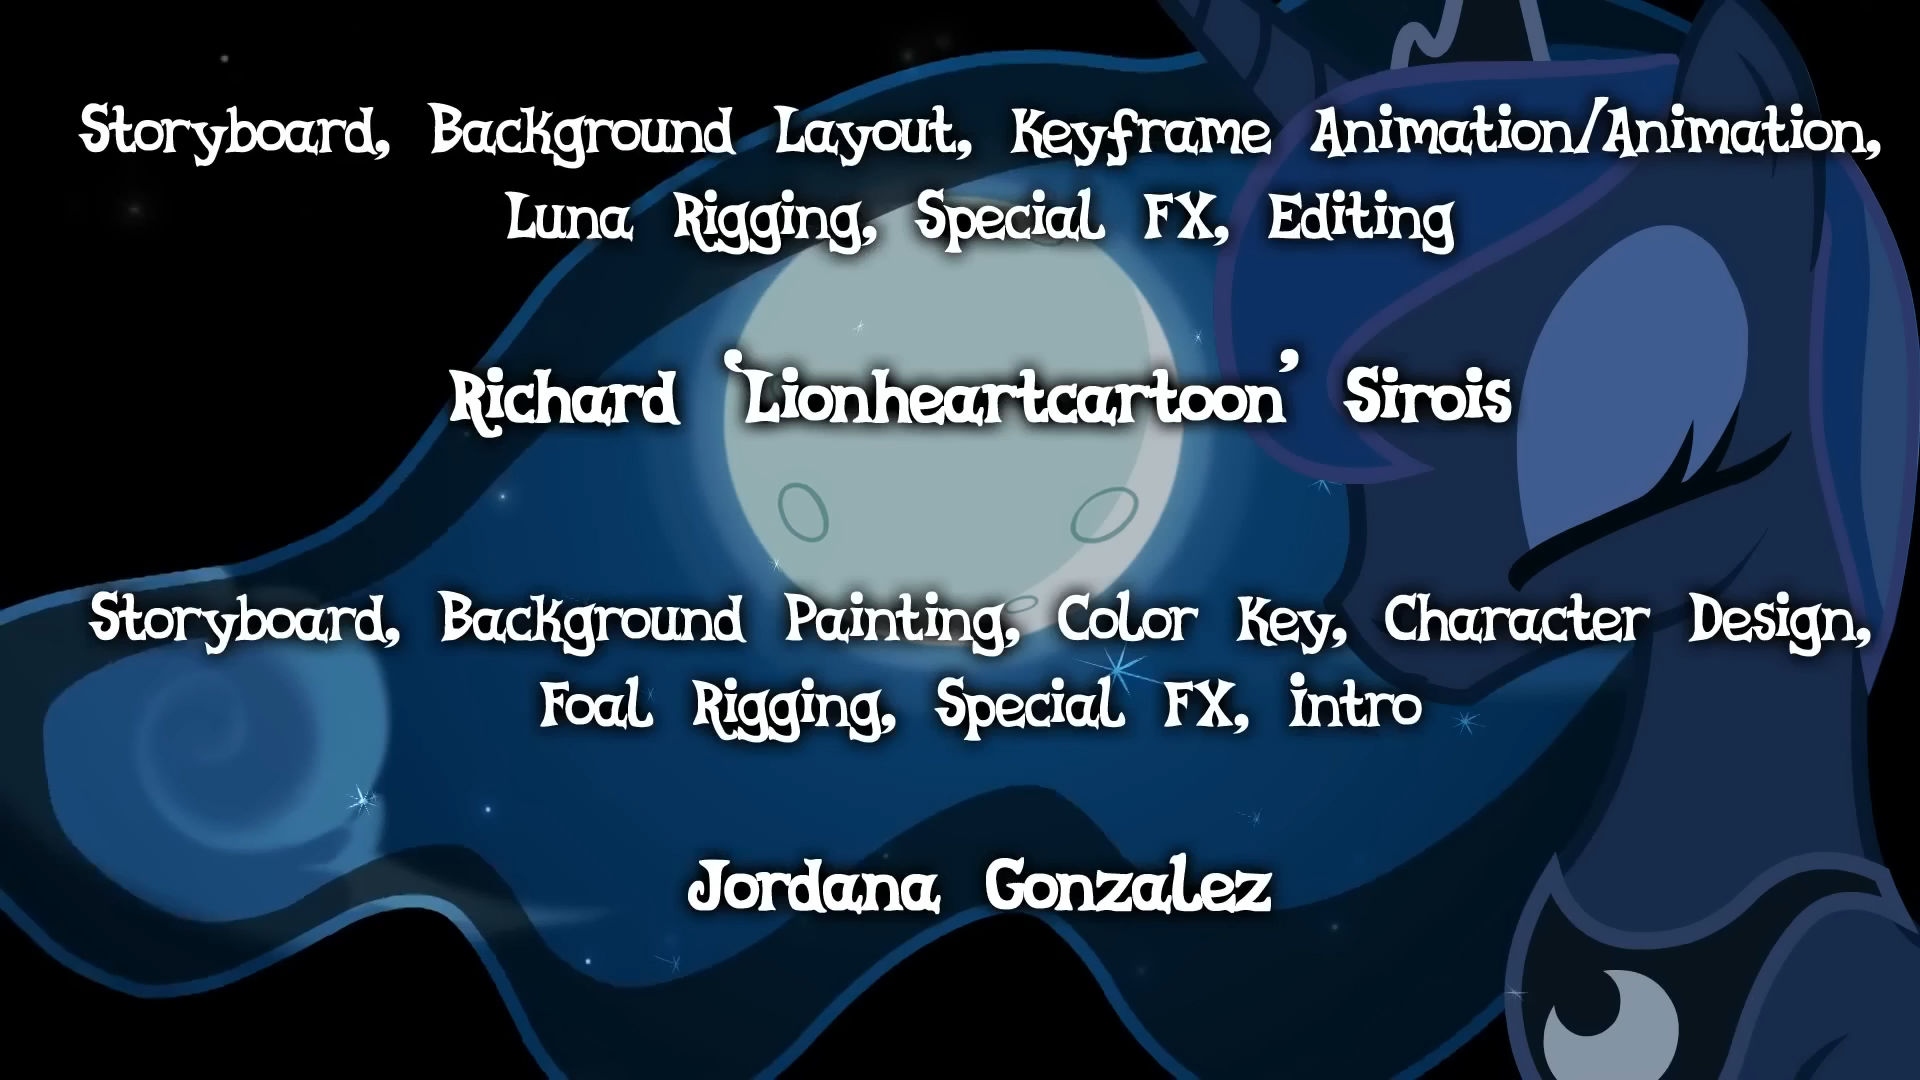 Storyboard, Background Layout, Keyframe Animation/Animation,
Luna Rigging, Special FX, Editing
Richard 'Lionheartcartoon' Sirois
Storyboard, Background Painting, Color Key, Character Design,
Foal Rigging, Special FX, intro
Jordana Gonzalez